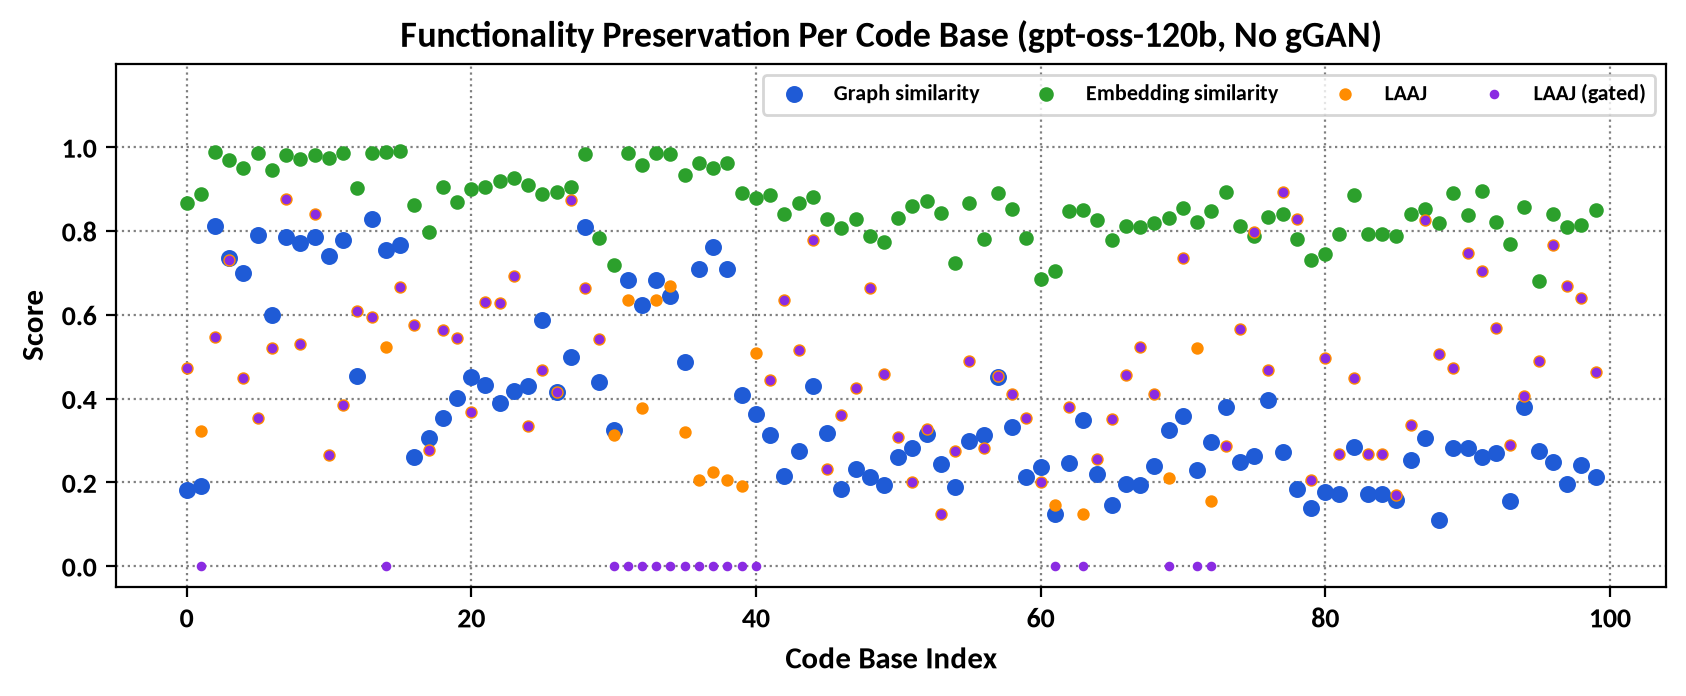 Functionality Preservation Per Code Base (gpt-oss-120b, No gGAN)
Graph similarity Embedding similarity LAAJ LAAJ (gated)
Score
1.0
0.8
0.6
0.4
0.2
0.0
0 20 40 60 80 100
Code Base Index